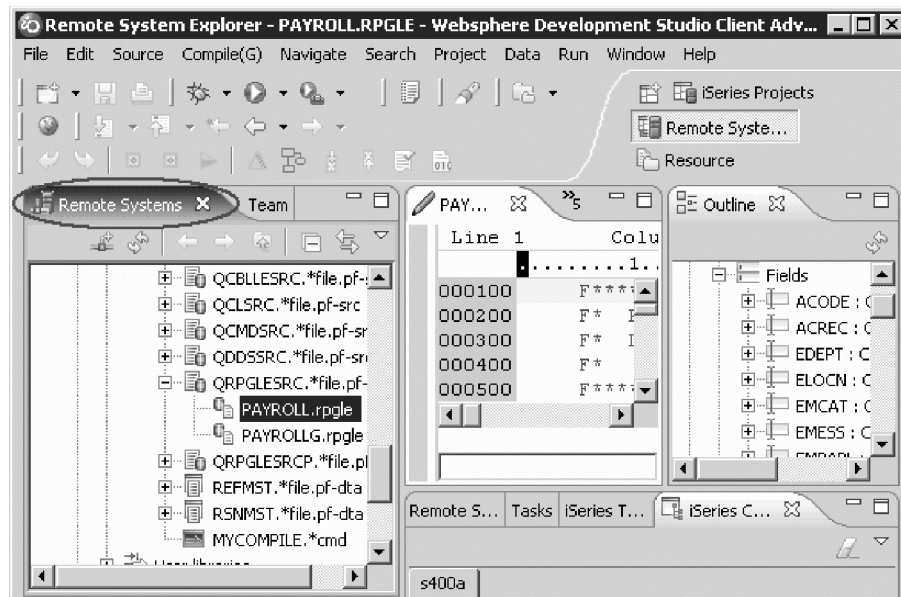 Remote System Explorer - PAYROLL.RPGLE - Websphere Development Studio Client Adv...
File Edit Source Compile(G) Navigate Search Project Data Run Window Help
iSeries Projects
Remote Syste...
Resource
Remote Systems
Team
QCBLLESRC.*file.pf-
QCLSRC.*file.pf-src
QCMDSRC.*file.pf-sr
QDDSSRC.*file.pf-sr
QRPGLESRC.*file.pf-
PAYROLL.rpgle
PAYROLLG.rpgle
QRPGLESRCP.*file.pf
REFMST.*file.pf-dta
RSNMST.*file.pf-dta
MYCOMPILE.*cmd
PAY...
»5
Line 1 Colu
.........1..
000100 F****
000200 F* 
000300 F* I
000400 F*
000500 F****
Outline
Fields
ACODE : C
ACREC : C
EDEPT : C
ELOCN : C
EMCAT : C
EMESS : C
Remote S... Tasks iSeries T... iSeries C...
s400a